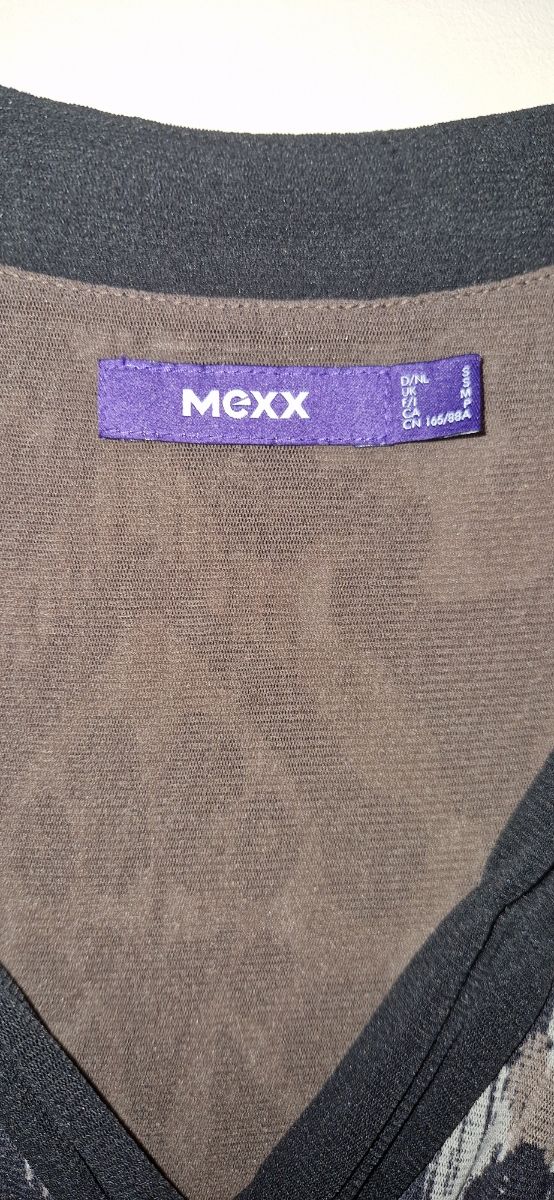 Mexx
D/NL S
UK S
F/I M
CA P
CN 165/88A